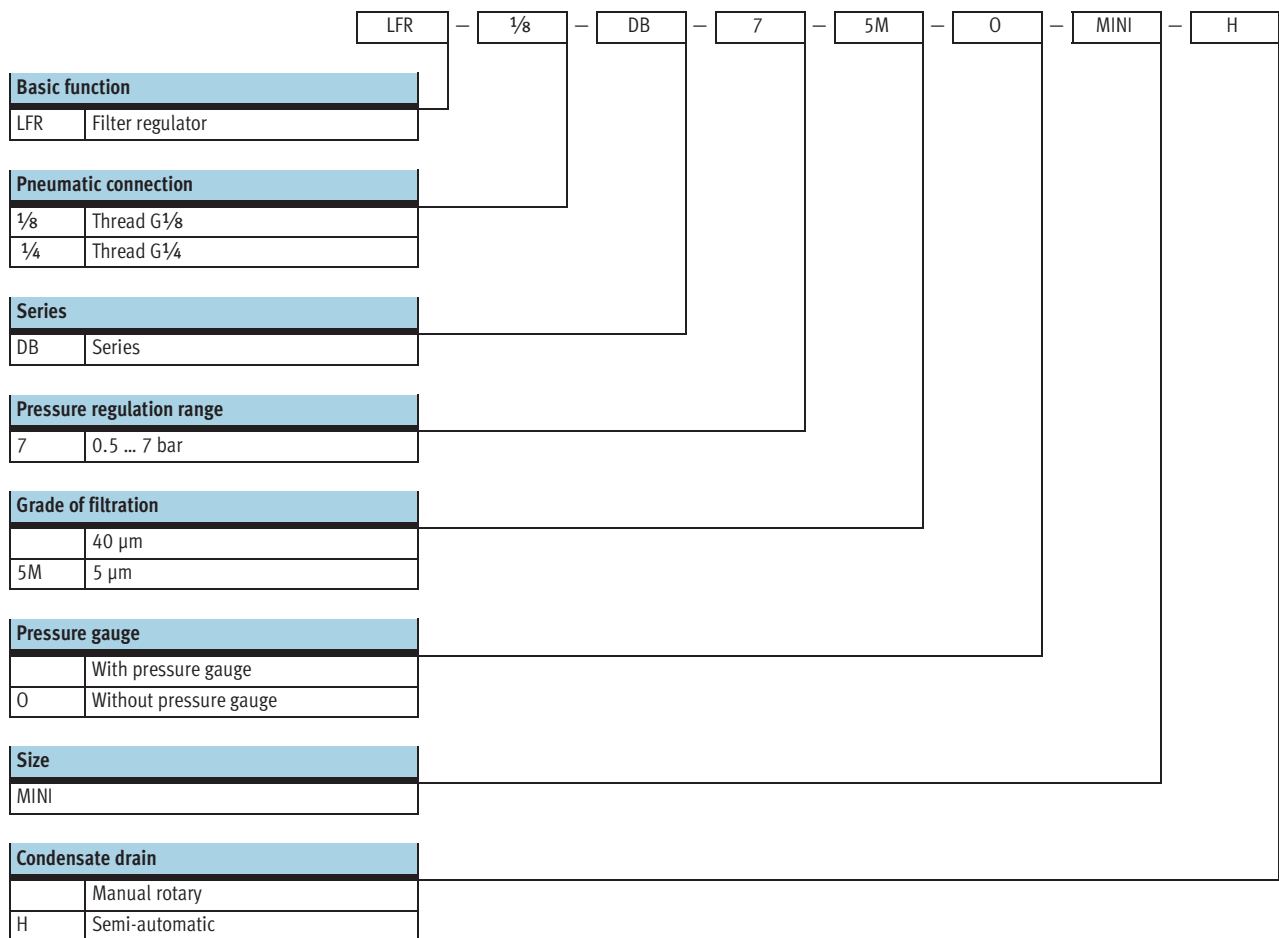 LFR – 1/8 – DB – 7 – 5M – O – MINI – H
Basic function
LFR Filter regulator
Pneumatic connection
1/8 Thread G1/8
1/4 Thread G1/4
Series
DB Series
Pressure regulation range
7 0.5 ... 7 bar
Grade of filtration
40 µm
5M 5 µm
Pressure gauge
With pressure gauge
O Without pressure gauge
Size
MINI
Condensate drain
Manual rotary
H Semi-automatic